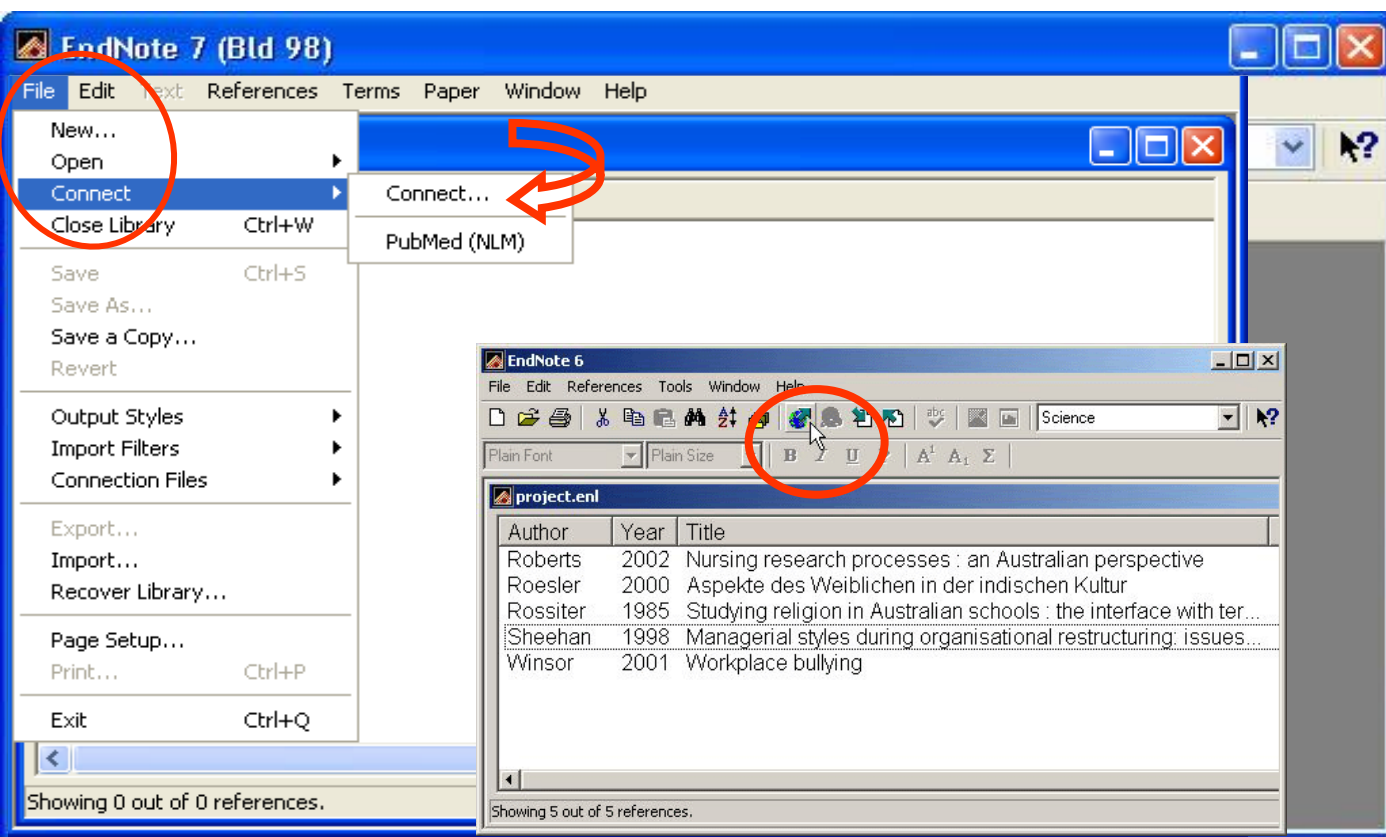 EndNote 7 (Bld 98)
File Edit Text References Terms Paper Window Help
New...
Open
Connect
Close Library Ctrl+W
Save Ctrl+S
Save As...
Save a Copy...
Revert
Output Styles
Import Filters
Connection Files
Export...
Import...
Recover Library...
Page Setup...
Print... Ctrl+P
Exit Ctrl+Q
Connect...
PubMed (NLM)
Showing 0 out of 0 references.
EndNote 6
File Edit References Tools Window Help
abc Science
Plain Font Plain Size B I U A¹ A₁ Σ
project.enl
Author Year Title
Roberts 2002 Nursing research processes : an Australian perspective
Roesler 2000 Aspekte des Weiblichen in der indischen Kultur
Rossiter 1985 Studying religion in Australian schools : the interface with ter...
Sheehan 1998 Managerial styles during organisational restructuring: issues...
Winsor 2001 Workplace bullying
Showing 5 out of 5 references.